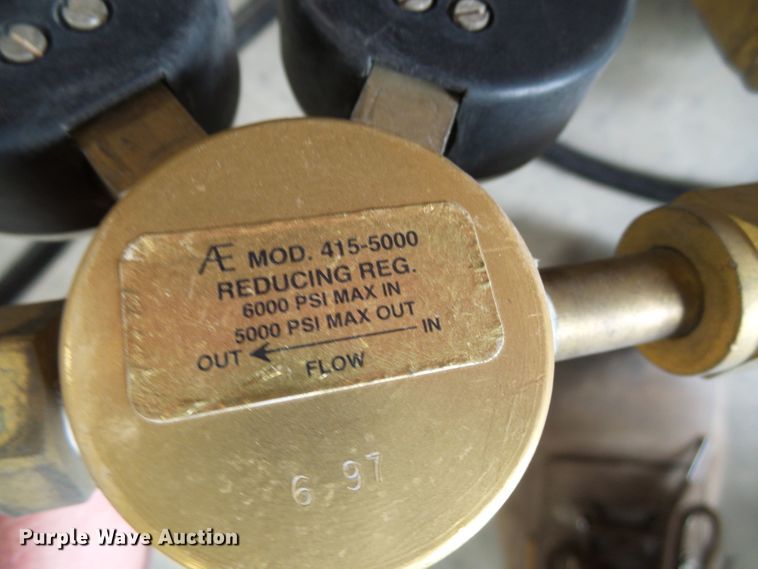 Æ MOD. 415-5000
REDUCING REG.
6000 PSI MAX IN
5000 PSI MAX OUT
OUT IN
FLOW
6 97
Purple Wave Auction